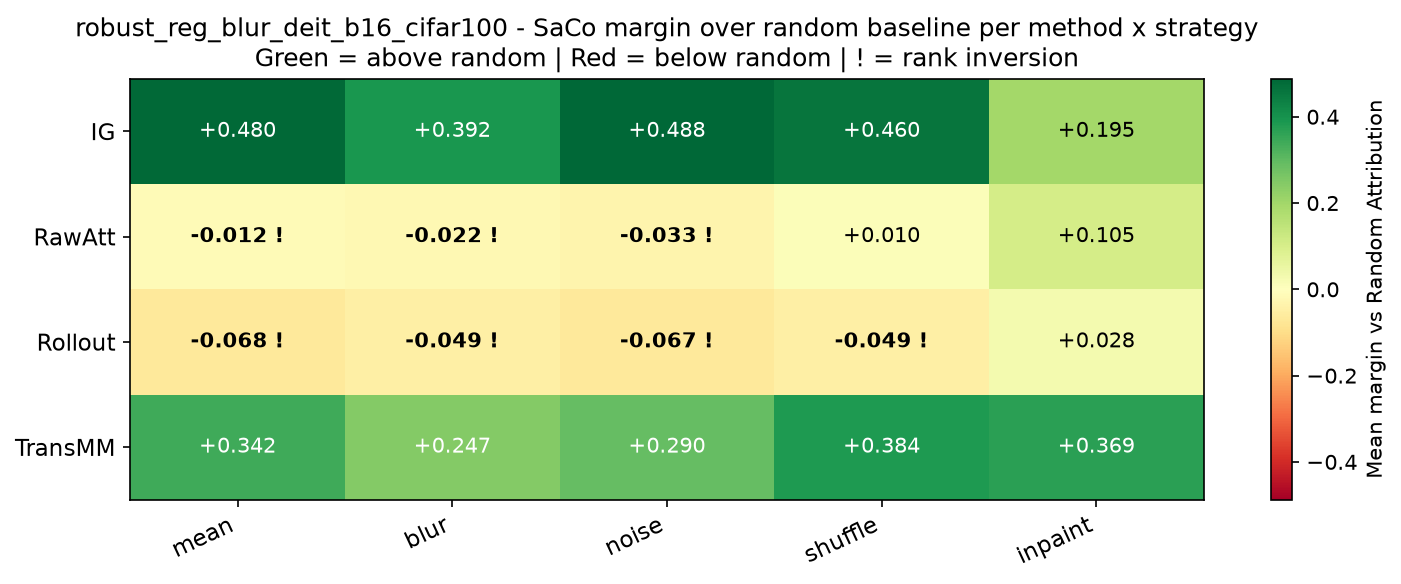 robust_reg_blur_deit_b16_cifar100 - SaCo margin over random baseline per method x strategy
Green = above random | Red = below random | ! = rank inversion
IG +0.480 +0.392 +0.488 +0.460 +0.195
RawAtt -0.012 ! -0.022 ! -0.033 ! +0.010 +0.105
Rollout -0.068 ! -0.049 ! -0.067 ! -0.049 ! +0.028
TransMM +0.342 +0.247 +0.290 +0.384 +0.369
mean blur noise shuffle inpaint
0.4
0.2
0.0
−0.2
−0.4
Mean margin vs Random Attribution